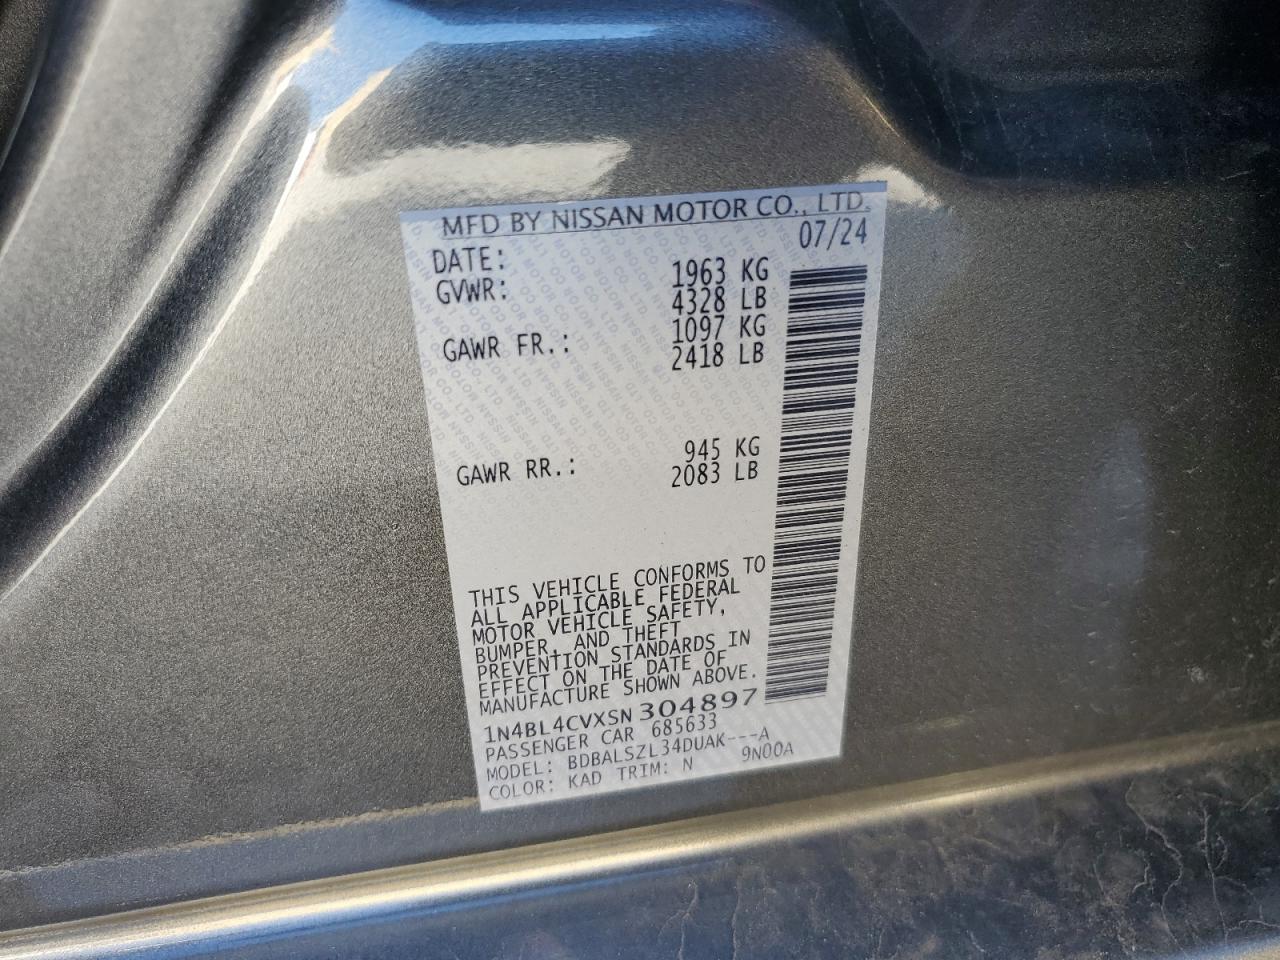 MFD BY NISSAN MOTOR CO., LTD.
DATE: 07/24
GVWR: 1963 KG
4328 LB
GAWR FR.: 1097 KG
2418 LB
GAWR RR.: 945 KG
2083 LB
THIS VEHICLE CONFORMS TO
ALL APPLICABLE FEDERAL
MOTOR VEHICLE SAFETY,
BUMPER, AND THEFT
PREVENTION STANDARDS IN
EFFECT ON THE DATE OF
MANUFACTURE SHOWN ABOVE.
1N4BL4CVXSN304897
PASSENGER CAR 685633
MODEL: BDBALSZL34DUAK---A
COLOR: KAD TRIM: N 9N00A